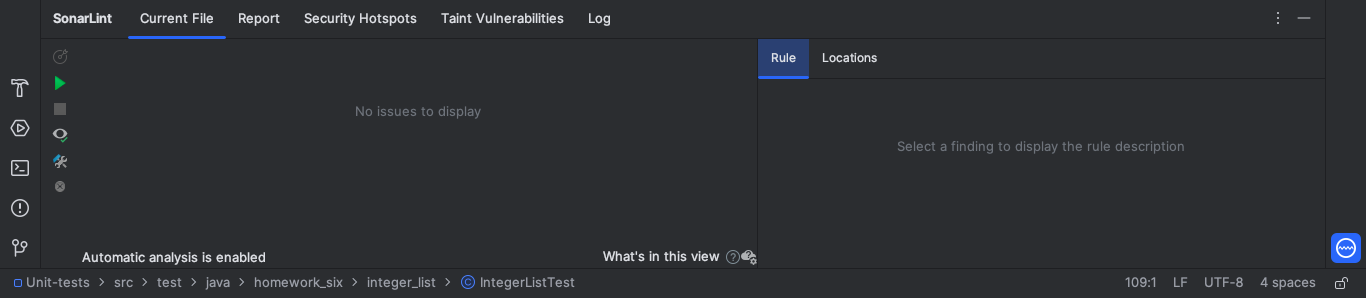 SonarLint Current File Report Security Hotspots Taint Vulnerabilities Log
Rule Locations
No issues to display
Select a finding to display the rule description
Automatic analysis is enabled What's in this view
Unit-tests > src > test > java > homework_six > integer_list > IntegerListTest 109:1 LF UTF-8 4 spaces